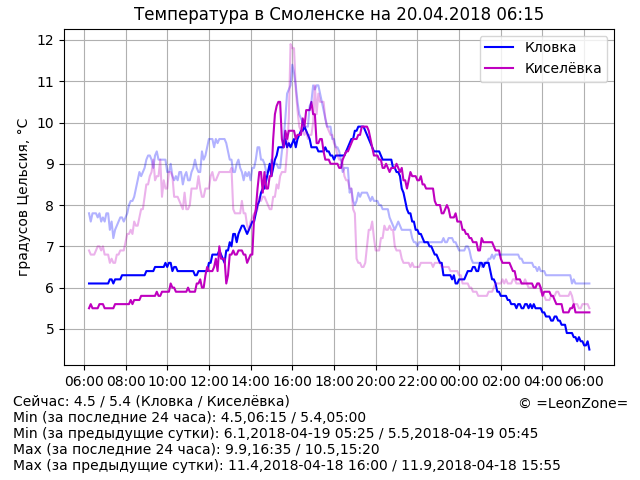 Температура в Смоленске на 20.04.2018 06:15
градусов Цельсия, °C
12
11
10
9
8
7
6
5
Кловка
Киселёвка
06:00 08:00 10:00 12:00 14:00 16:00 18:00 20:00 22:00 00:00 02:00 04:00 06:00
Сейчас: 4.5 / 5.4 (Кловка / Киселёвка)
© =LeonZone=
Min (за последние 24 часа): 4.5,06:15 / 5.4,05:00
Min (за предыдущие сутки): 6.1,2018-04-19 05:25 / 5.5,2018-04-19 05:45
Max (за последние 24 часа): 9.9,16:35 / 10.5,15:20
Max (за предыдущие сутки): 11.4,2018-04-18 16:00 / 11.9,2018-04-18 15:55